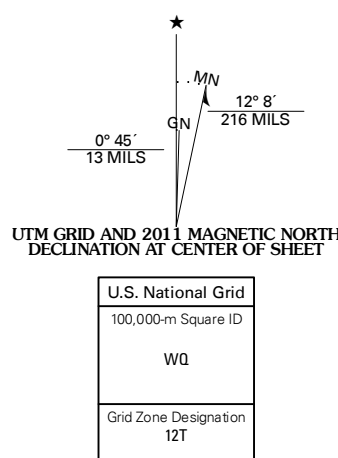 MN
GN
12° 8´
216 MILS
0° 45´
13 MILS
UTM GRID AND 2011 MAGNETIC NORTH
DECLINATION AT CENTER OF SHEET
U.S. National Grid
100,000-m Square ID
WQ
Grid Zone Designation
12T